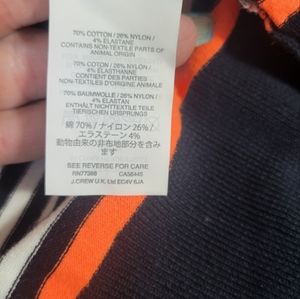 70% COTTON / 26% NYLON /
4% ELASTANE
CONTAINS NON-TEXTILE PARTS OF
ANIMAL ORIGIN
70% COTON / 26% NYLON /
4% ÉLASTHANNE
CONTIENT DES PARTIES
NON-TEXTILES D'ORIGINE ANIMALE
70% BAUMWOLLE / 26% NYLON /
4% ELASTAN
ENTHÄLT NICHTTEXTILE TEILE
TIERISCHEN URSPRUNGS
綿 70% / ナイロン 26% /
エラステーン 4%
動物由来の非布地部分を含み
ます
SEE REVERSE FOR CARE
RN77388 CA36445
J.CREW U.K. Ltd EC4V 6JA